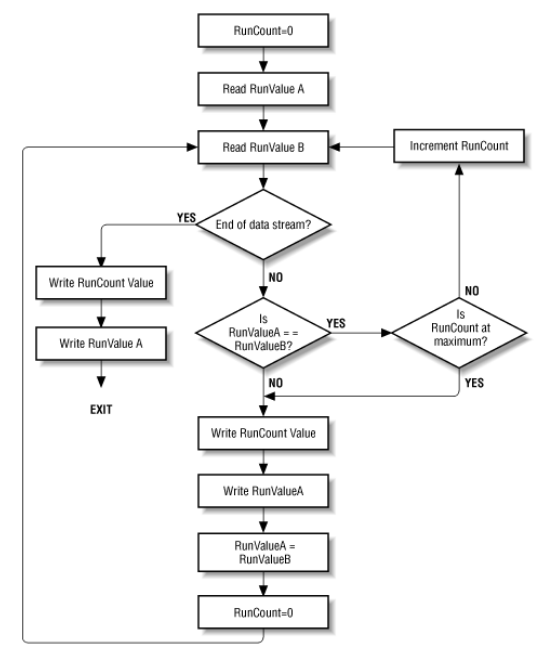 RunCount=0
Read RunValue A
Read RunValue B
Increment RunCount
YES
End of data stream?
NO
Write RunCount Value
Write RunValue A
EXIT
Is
RunValueA = =
RunValueB?
YES
NO
Is
RunCount at
maximum?
NO
YES
Write RunCount Value
Write RunValueA
RunValueA =
RunValueB
RunCount=0